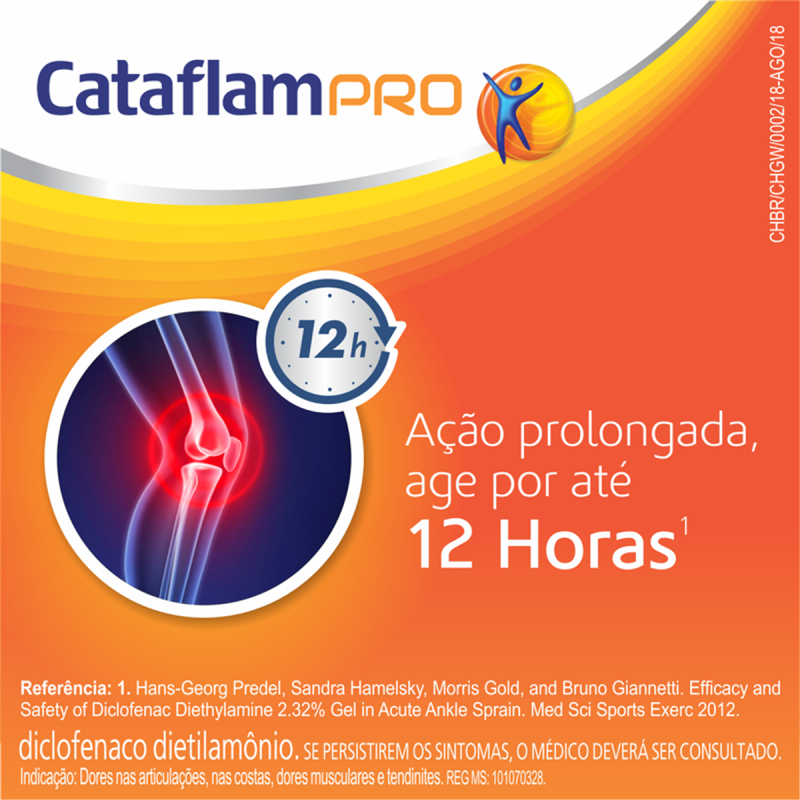 CataflamPRO
CHBR/CHGW/0002/18-AGO/18
12h
Ação prolongada,
age por até
12 Horas¹
Referência: 1. Hans-Georg Predel, Sandra Hamelsky, Morris Gold, and Bruno Giannetti. Efficacy and
Safety of Diclofenac Diethylamine 2.32% Gel in Acute Ankle Sprain. Med Sci Sports Exerc 2012.
diclofenaco dietilamônio. SE PERSISTIREM OS SINTOMAS, O MÉDICO DEVERÁ SER CONSULTADO.
Indicação: Dores nas articulações, nas costas, dores musculares e tendinites. REG MS: 101070328.